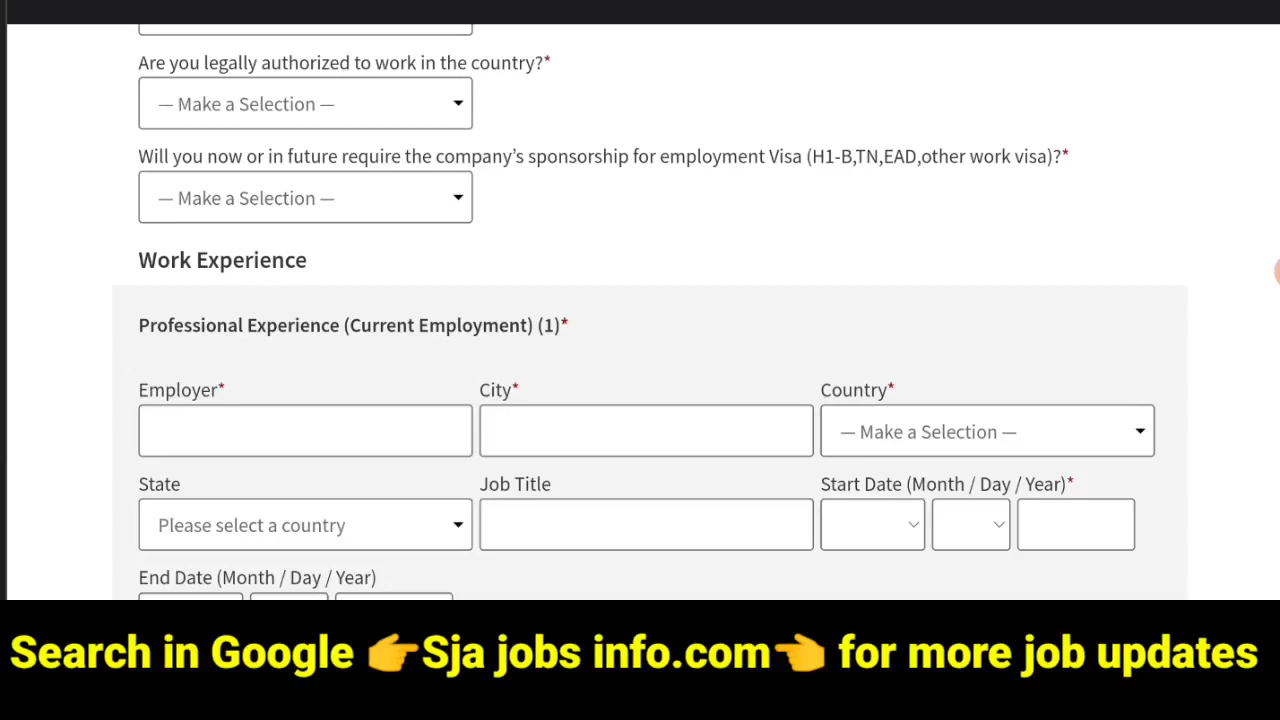 Are you legally authorized to work in the country?*
— Make a Selection —
Will you now or in future require the company’s sponsorship for employment Visa (H1-B,TN,EAD,other work visa)?*
— Make a Selection —
Work Experience
Professional Experience (Current Employment) (1)*
Employer* City* Country*
— Make a Selection —
State Job Title Start Date (Month / Day / Year)*
Please select a country
End Date (Month / Day / Year)
Search in Google 👉Sja jobs info.com👈 for more job updates